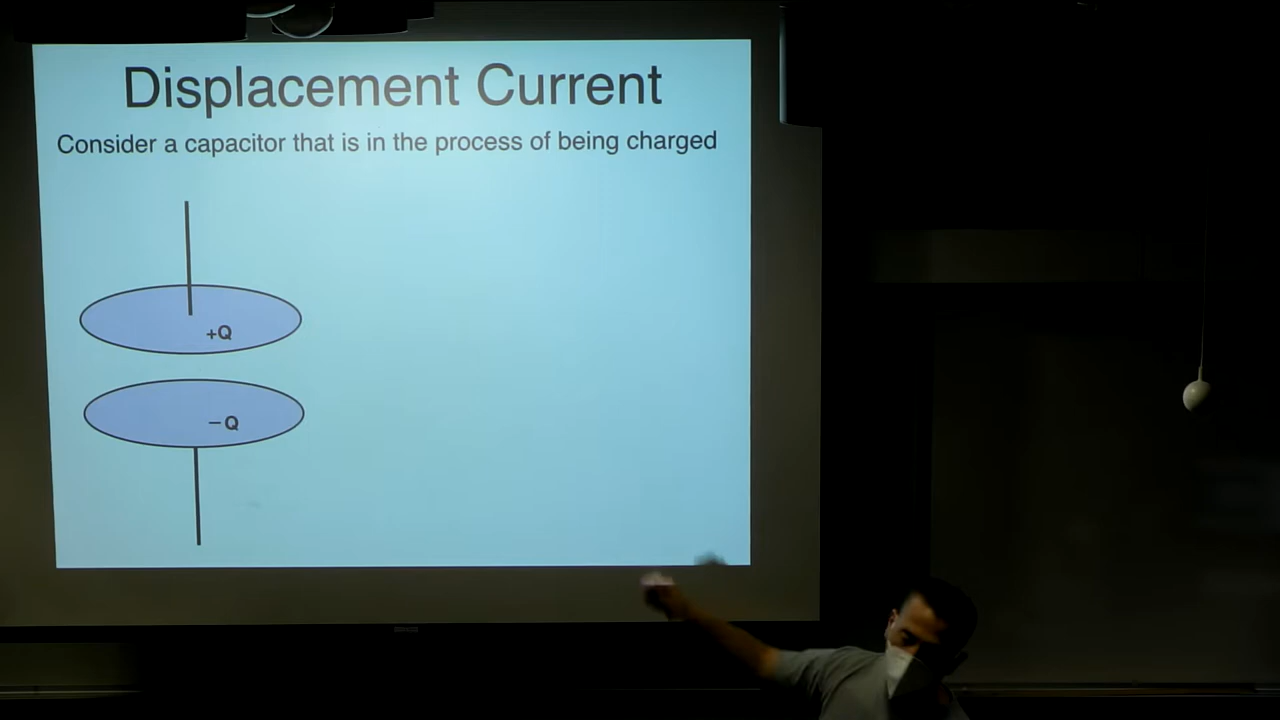 Displacement Current
Consider a capacitor that is in the process of being charged
+Q
−Q